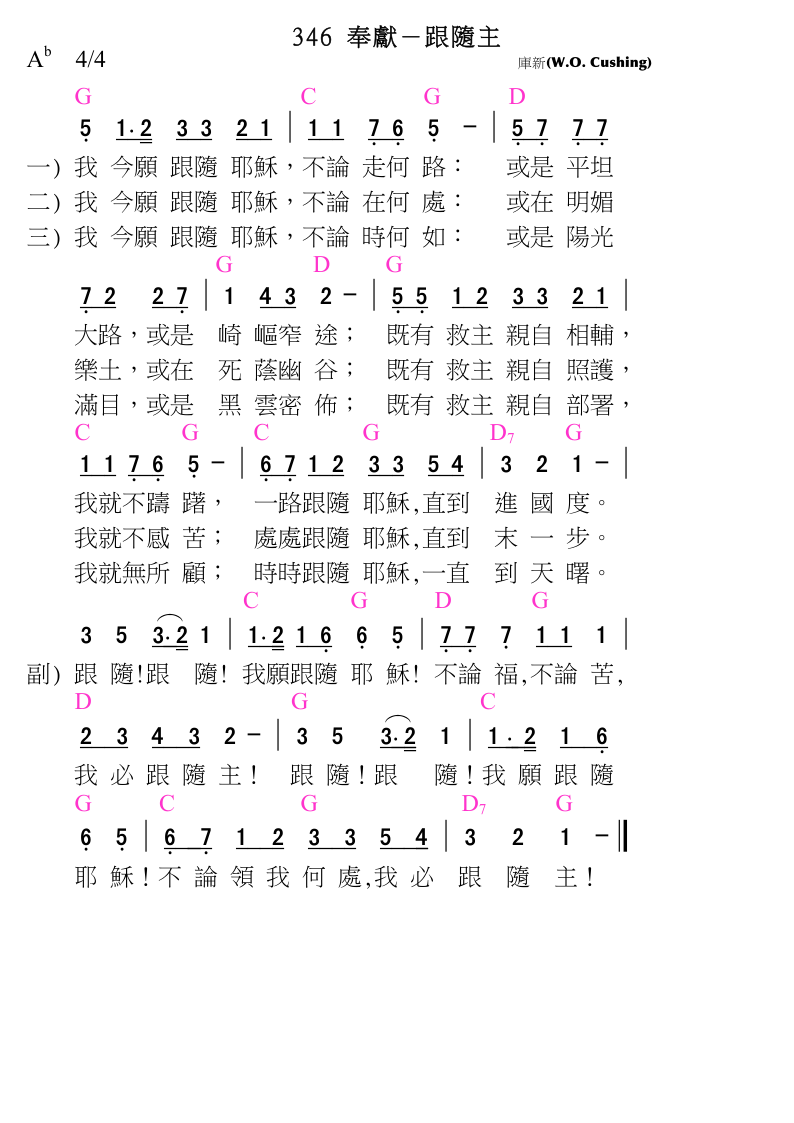 346 奉獻－跟隨主
A♭ 4/4 庫新(W.O. Cushing)
G C G D
5̣ 1·2 3 3 2 1 | 1 1 7̣ 6̣ 5̣ － | 5̣ 7̣ 7̣ 7̣
一) 我 今願 跟隨 耶穌，不論 走何 路： 或是 平坦
二) 我 今願 跟隨 耶穌，不論 在何 處： 或在 明媚
三) 我 今願 跟隨 耶穌，不論 時何 如： 或是 陽光
G D G
7̣ 2 2 7̣ | 1 4 3 2 － | 5̣ 5̣ 1 2 3 3 2 1 |
大路，或是 崎 嶇窄 途； 既有 救主 親自 相輔，
樂土，或在 死 蔭幽 谷； 既有 救主 親自 照護，
滿目，或是 黑 雲密 佈； 既有 救主 親自 部署，
C G C G D7 G
1 1 7̣ 6̣ 5̣ － | 6̣ 7̣ 1 2 3 3 5 4 | 3 2 1 － |
我就不躊 躇， 一路跟隨 耶穌,直到 進 國 度。
我就不感 苦； 處處跟隨 耶穌,直到 末 一 步。
我就無所 顧； 時時跟隨 耶穌,一直 到 天 曙。
C G D G
3 5 3·2 1 | 1·2 1 6̣ 6̣ 5̣ | 7̣ 7̣ 7̣ 1 1 1 |
副) 跟 隨!跟 隨! 我願跟隨 耶 穌! 不論 福,不論 苦,
D G C
2 3 4 3 2 － | 3 5 3·2 1 | 1·2 1 6̣
我 必 跟 隨 主! 跟 隨!跟 隨!我 願 跟 隨
G C G D7 G
6̣ 5̣ | 6̣ 7̣ 1 2 3 3 5 4 | 3 2 1 － ‖
耶 穌!不 論 領 我 何 處,我 必 跟 隨 主!